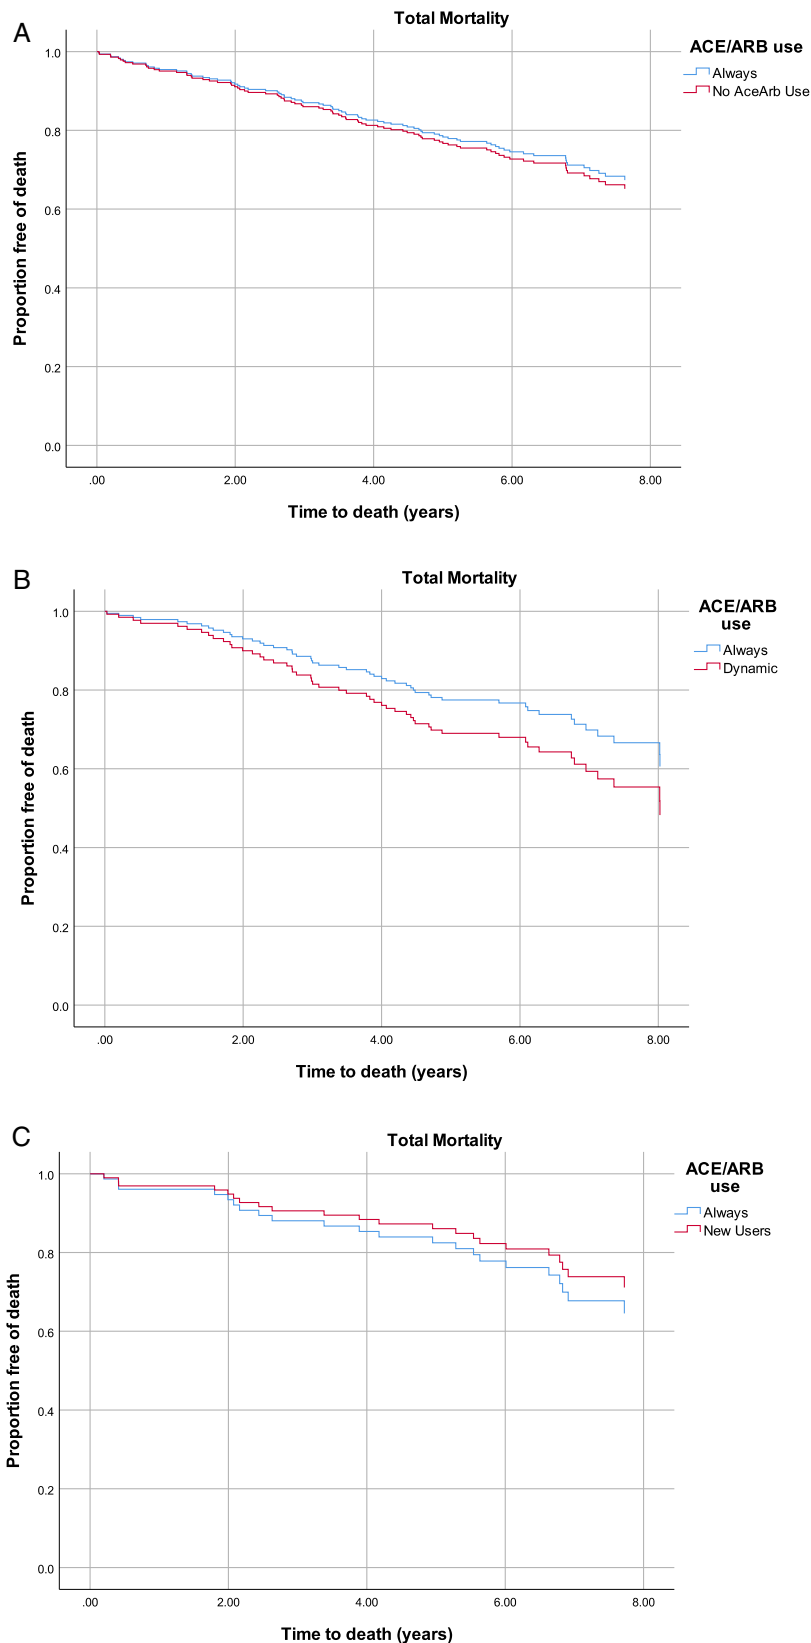 A
Total Mortality
ACE/ARB use
Always
No AceArb Use
Proportion free of death
1.0
0.8
0.6
0.4
0.2
0.0
.00 2.00 4.00 6.00 8.00
Time to death (years)
B
Total Mortality
ACE/ARB
use
Always
Dynamic
Proportion free of death
1.0
0.8
0.6
0.4
0.2
0.0
.00 2.00 4.00 6.00 8.00
Time to death (years)
C
Total Mortality
ACE/ARB
use
Always
New Users
Proportion free of death
1.0
0.8
0.6
0.4
0.2
0.0
.00 2.00 4.00 6.00 8.00
Time to death (years)